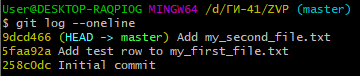 User@DESKTOP-RAQPIOG MINGW64 /d/ГИ-41/ZVP (master)
$ git log --oneline
9dcd466 (HEAD -> master) Add my_second_file.txt
5faa92a Add test row to my_first_file.txt
258c0dc Initial commit